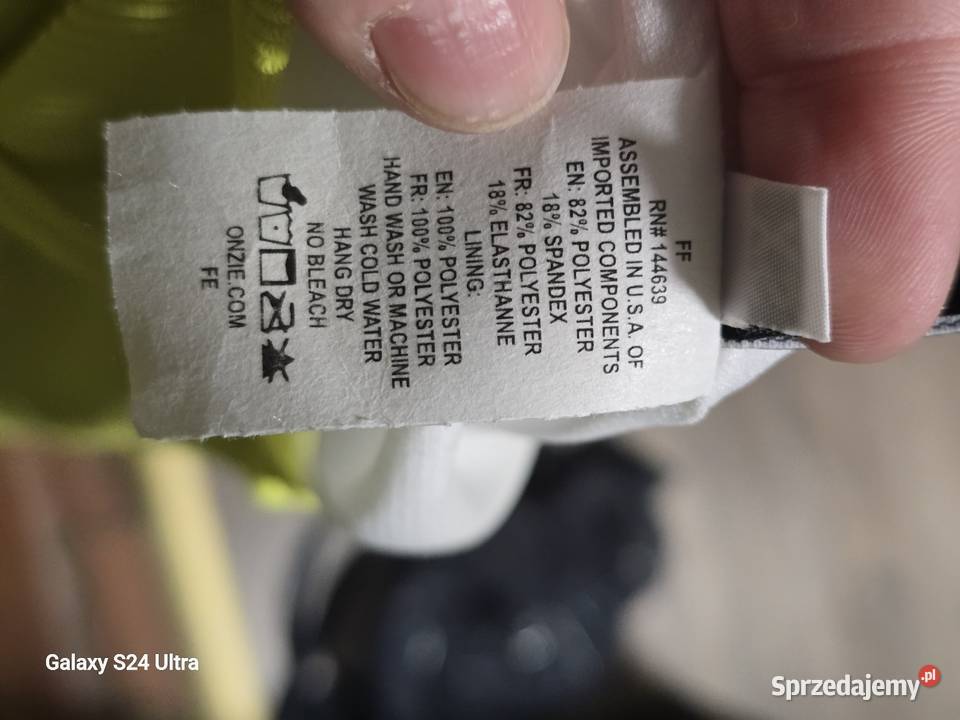 FF
RN# 144639
ASSEMBLED IN U.S.A. OF
IMPORTED COMPONENTS
EN: 82% POLYESTER
18% SPANDEX
FR: 82% POLYESTER
18% ELASTHANNE
LINING:
EN: 100% POLYESTER
FR: 100% POLYESTER
HAND WASH OR MACHINE
WASH COLD WATER
HANG DRY
NO BLEACH
ONZIE.COM
FE
Galaxy S24 Ultra
Sprzedajemy.pl